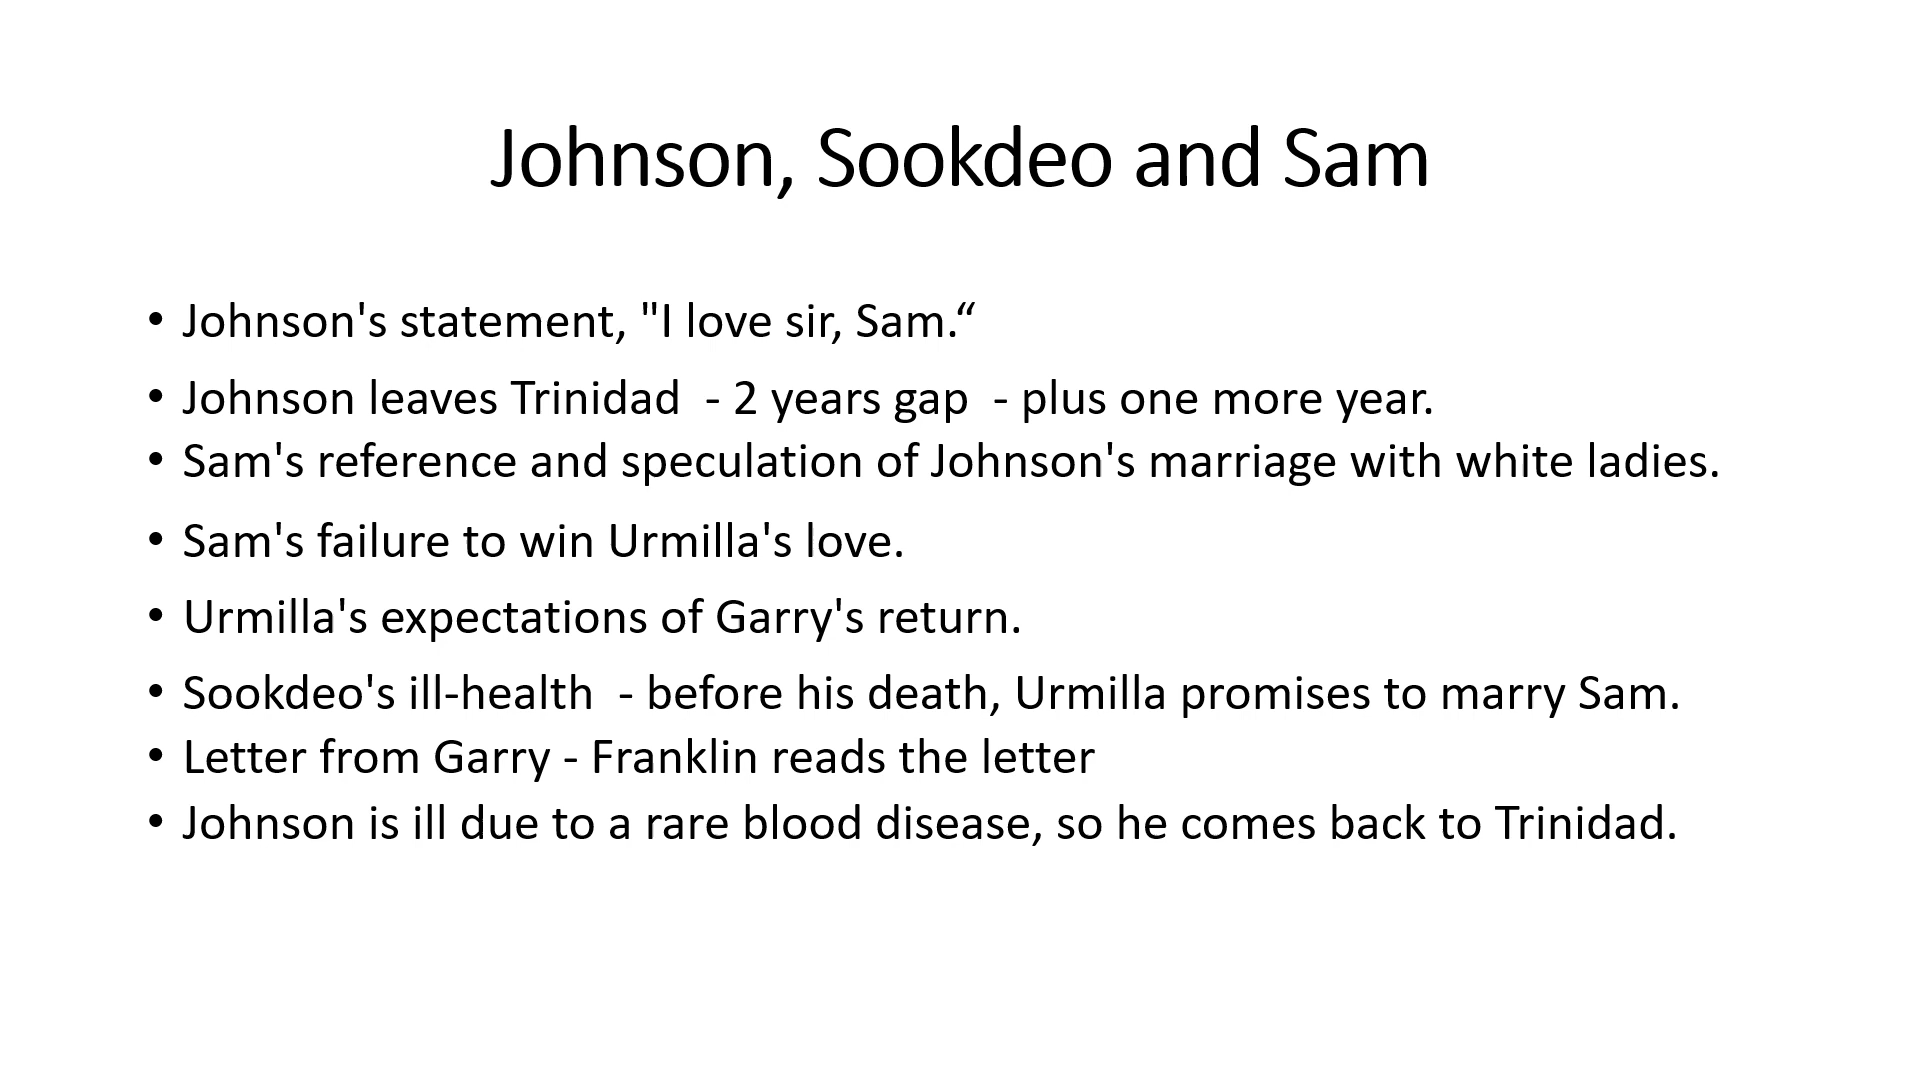 Johnson, Sookdeo and Sam
• Johnson's statement, "I love sir, Sam.“
• Johnson leaves Trinidad  - 2 years gap  - plus one more year.
• Sam's reference and speculation of Johnson's marriage with white ladies.
• Sam's failure to win Urmilla's love.
• Urmilla's expectations of Garry's return.
• Sookdeo's ill-health  - before his death, Urmilla promises to marry Sam.
• Letter from Garry - Franklin reads the letter
• Johnson is ill due to a rare blood disease, so he comes back to Trinidad.